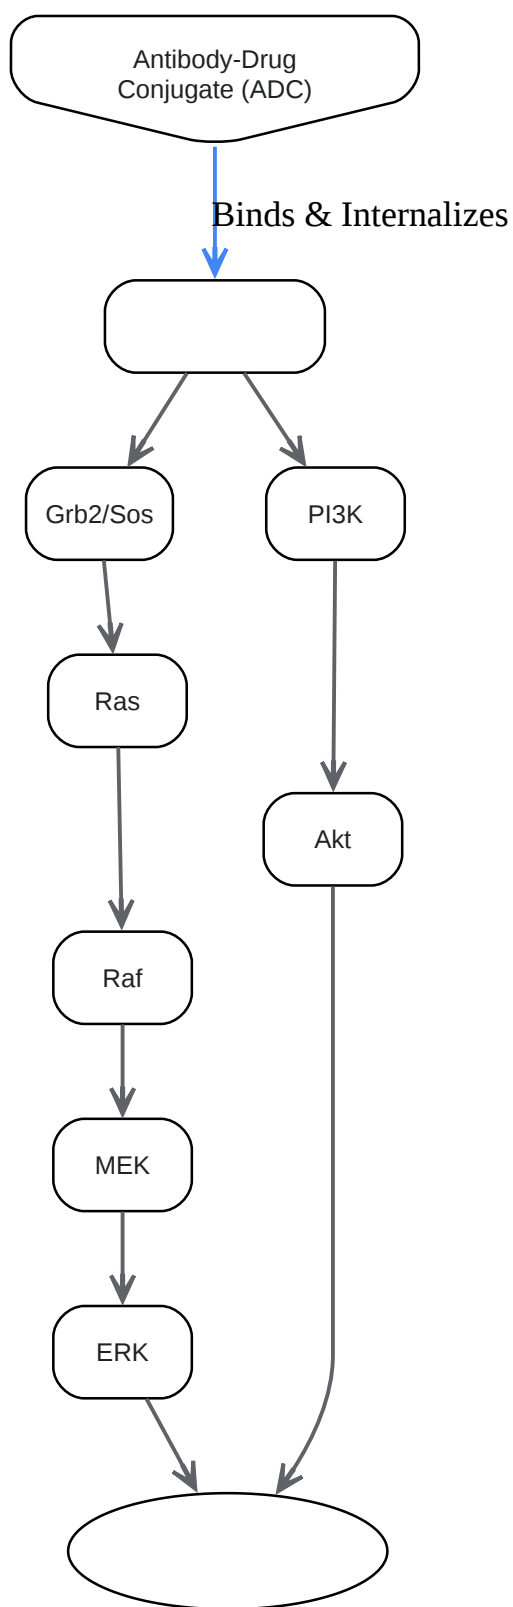 Antibody-Drug
Conjugate (ADC)
Binds & Internalizes
Grb2/Sos
PI3K
Ras
Akt
Raf
MEK
ERK